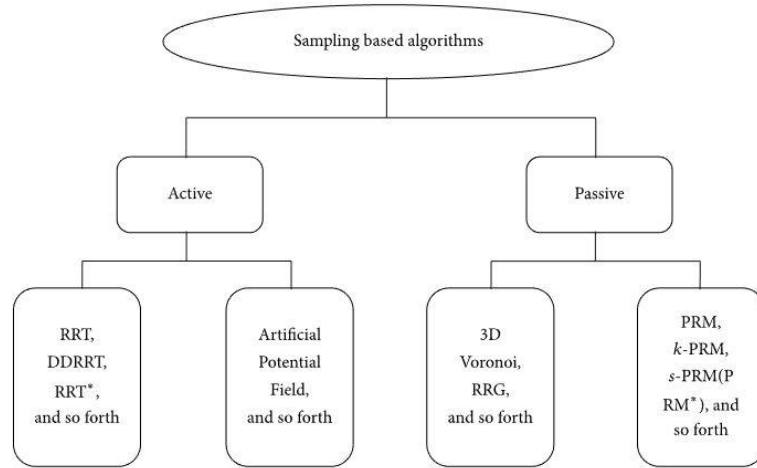 Sampling based algorithms
Active
Passive
RRT,
DDRRT,
RRT*,
and so forth
Artificial
Potential
Field,
and so forth
3D
Voronoi,
RRG,
and so forth
PRM,
k-PRM,
s-PRM(P
RM*), and
so forth